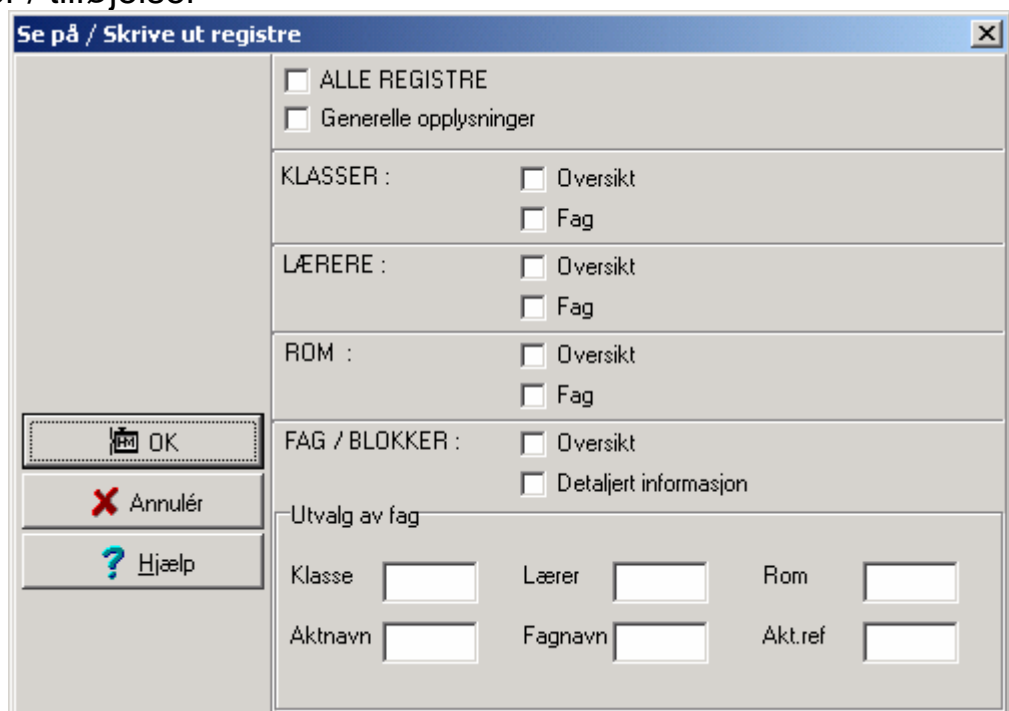 / tilføjelser
Se på / Skrive ut registre
ALLE REGISTRE
Generelle opplysninger
KLASSER : Oversikt
Fag
LÆRERE : Oversikt
Fag
ROM : Oversikt
Fag
OK
FAG / BLOKKER : Oversikt
Detaljert informasjon
Annulér
Utvalg av fag
Hjælp
Klasse Lærer Rom
Aktnavn Fagnavn Akt.ref